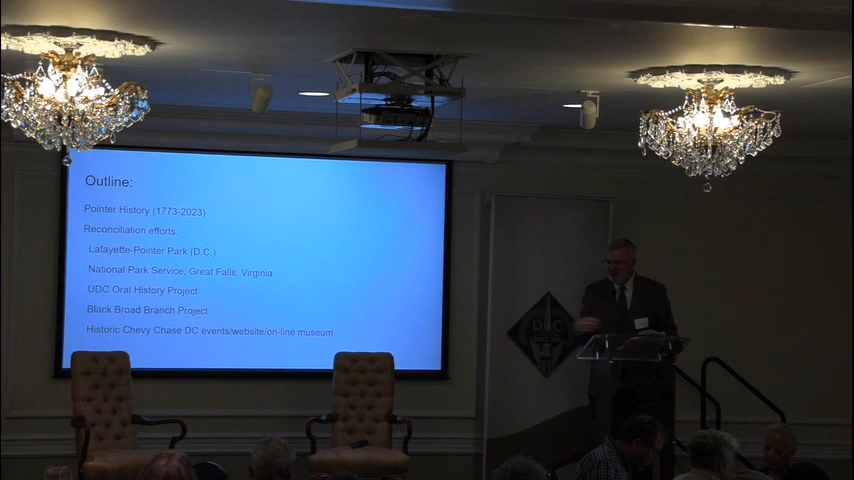 Outline:
Pointer History (1773-2023)
Reconciliation efforts:
Lafayette-Pointer Park (D.C.)
National Park Service, Great Falls, Virginia
UDC Oral History Project
Black Broad Branch Project
Historic Chevy Chase DC events/website/on-line museum
D C